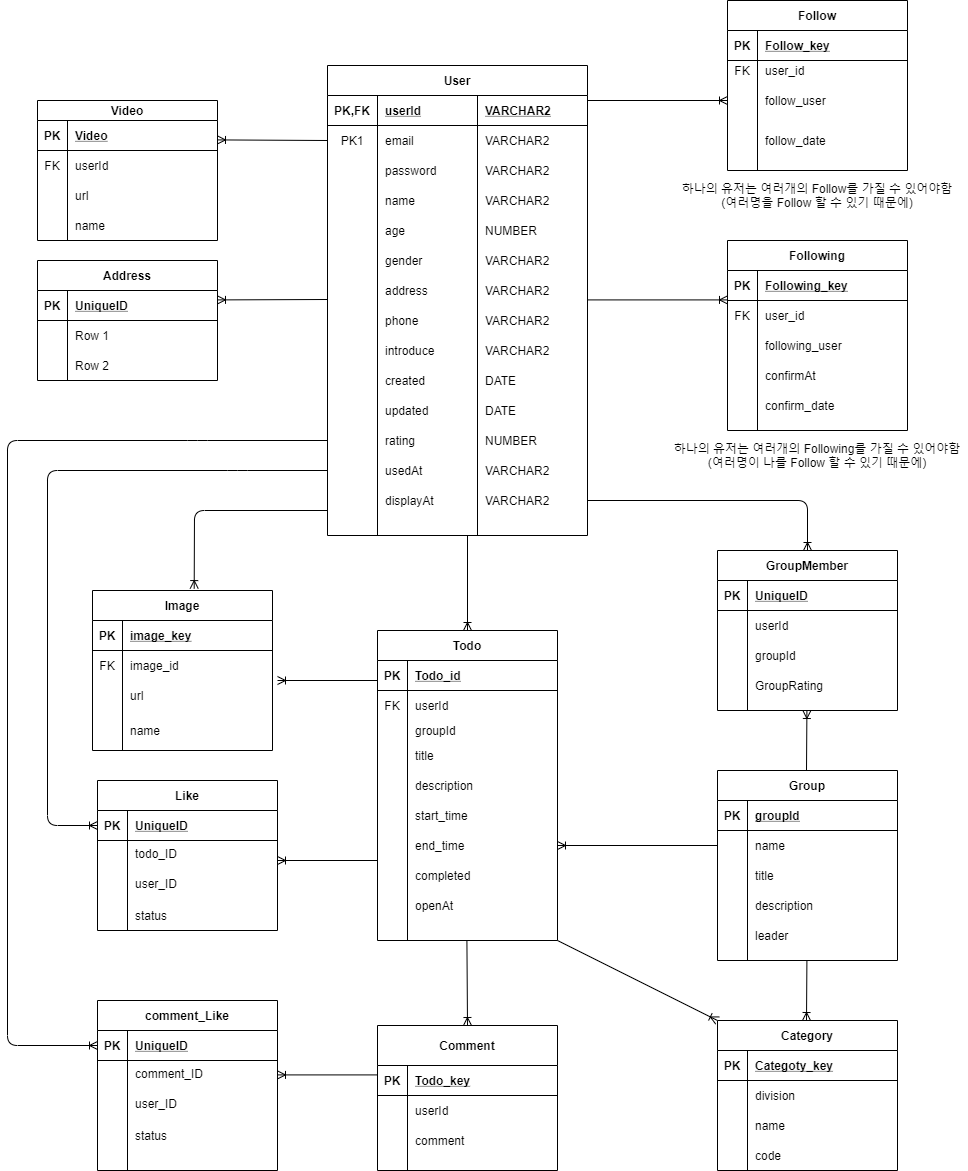 Follow
PK Follow_key
FK user_id
follow_user
follow_date
하나의 유저는 여러개의 Follow를 가질 수 있어야함
(여러명을 Follow 할 수 있기 때문에)
User
PK,FK userId VARCHAR2
PK1 email VARCHAR2
password VARCHAR2
name VARCHAR2
age NUMBER
gender VARCHAR2
address VARCHAR2
phone VARCHAR2
introduce VARCHAR2
created DATE
updated DATE
rating NUMBER
usedAt VARCHAR2
displayAt VARCHAR2
Video
PK Video
FK userId
url
name
Address
PK UniqueID
Row 1
Row 2
Following
PK Following_key
FK user_id
following_user
confirmAt
confirm_date
하나의 유저는 여러개의 Following를 가질 수 있어야함
(여러명이 나를 Follow 할 수 있기 때문에)
GroupMember
PK UniqueID
userId
groupId
GroupRating
Image
PK image_key
FK image_id
url
name
Todo
PK Todo_id
FK userId
groupId
title
description
start_time
end_time
completed
openAt
Group
PK groupId
name
title
description
leader
Like
PK UniqueID
todo_ID
user_ID
status
comment_Like
PK UniqueID
comment_ID
user_ID
status
Comment
PK Todo_key
userId
comment
Category
PK Categoty_key
division
name
code